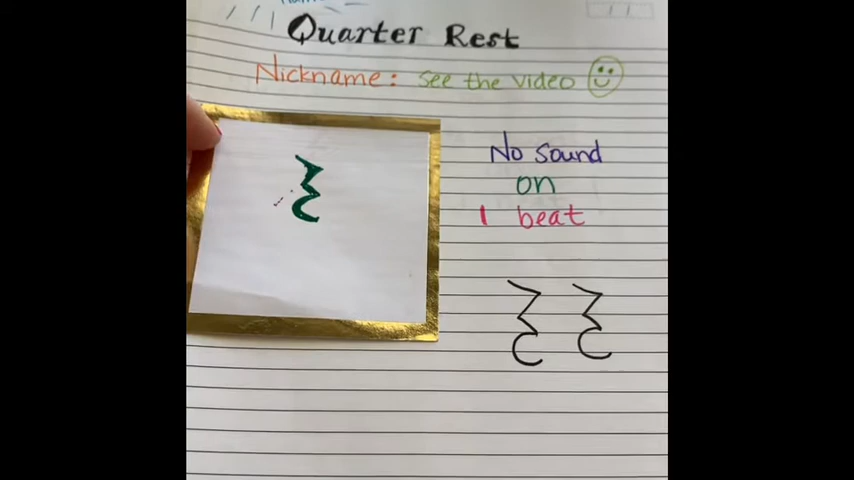 Quarter Rest
Nickname: see the video
No sound
on
1 beat